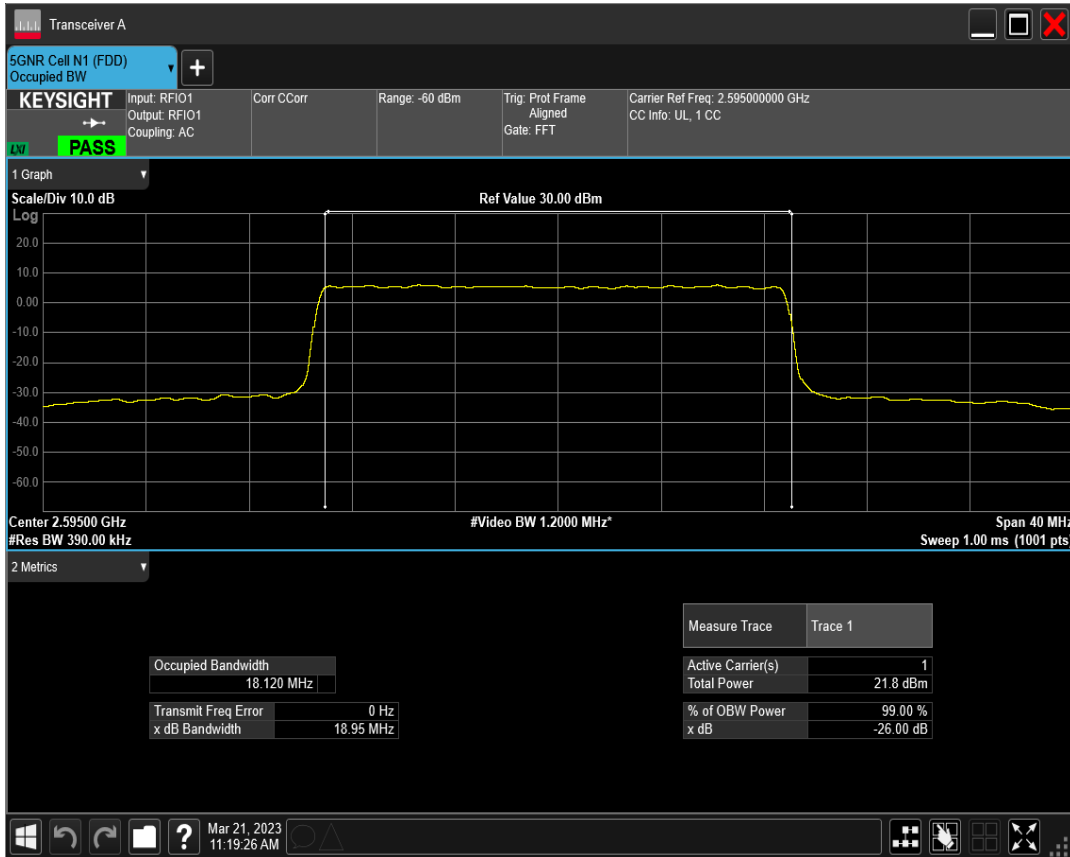 Transceiver A
5GNR Cell N1 (FDD)
Occupied BW
+
KEYSIGHT
LXI
PASS
Input: RFIO1
Output: RFIO1
Coupling: AC
Corr CCorr
Range: -60 dBm
Trig: Prot Frame
Aligned
Gate: FFT
Carrier Ref Freq: 2.595000000 GHz
CC Info: UL, 1 CC
1 Graph
Scale/Div 10.0 dB
Ref Value 30.00 dBm
Log
20.0
10.0
0.00
-10.0
-20.0
-30.0
-40.0
-50.0
-60.0
Center 2.59500 GHz
#Video BW 1.2000 MHz*
Span 40 MHz
#Res BW 390.00 kHz
Sweep 1.00 ms (1001 pts)
2 Metrics
Measure Trace Trace 1
Occupied Bandwidth
18.120 MHz
Active Carrier(s) 1
Total Power 21.8 dBm
Transmit Freq Error 0 Hz
x dB Bandwidth 18.95 MHz
% of OBW Power 99.00 %
x dB -26.00 dB
?
Mar 21, 2023
11:19:26 AM